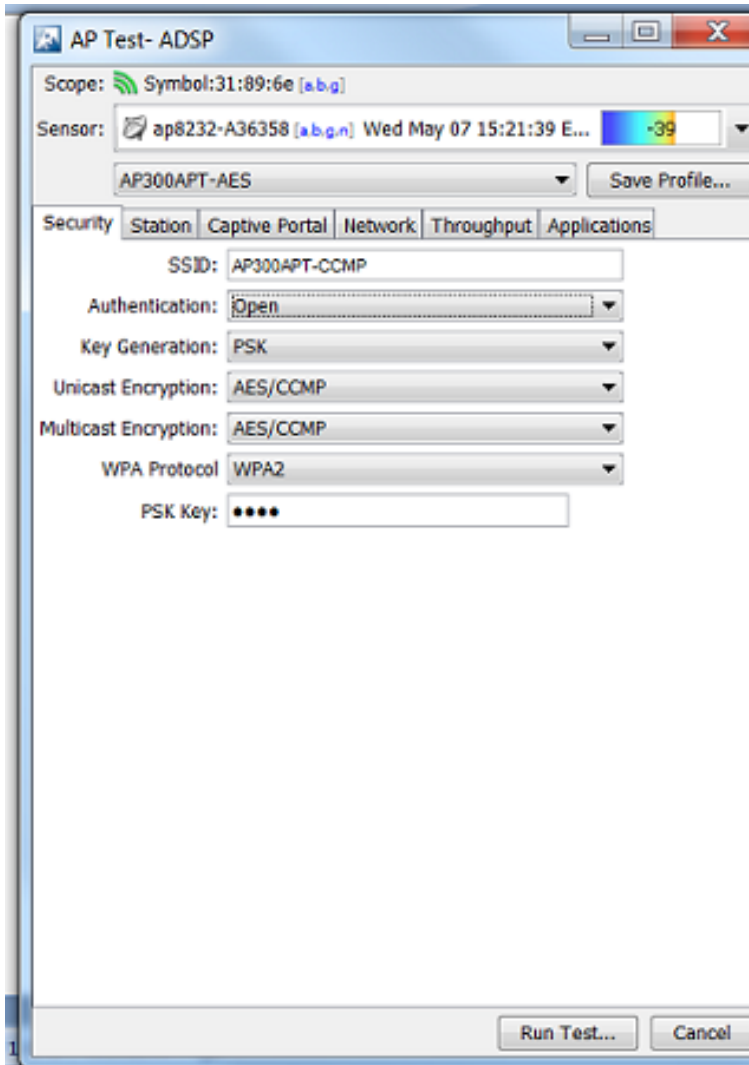 AP Test- ADSP
Scope: Symbol:31:89:6e [a,b,g]
Sensor: ap8232-A36358 [a,b,g,n] Wed May 07 15:21:39 E... -39
AP300APT-AES Save Profile...
Security Station Captive Portal Network Throughput Applications
SSID: AP300APT-CCMP
Authentication: Open
Key Generation: PSK
Unicast Encryption: AES/CCMP
Multicast Encryption: AES/CCMP
WPA Protocol WPA2
PSK Key: ●●●●
Run Test... Cancel
1